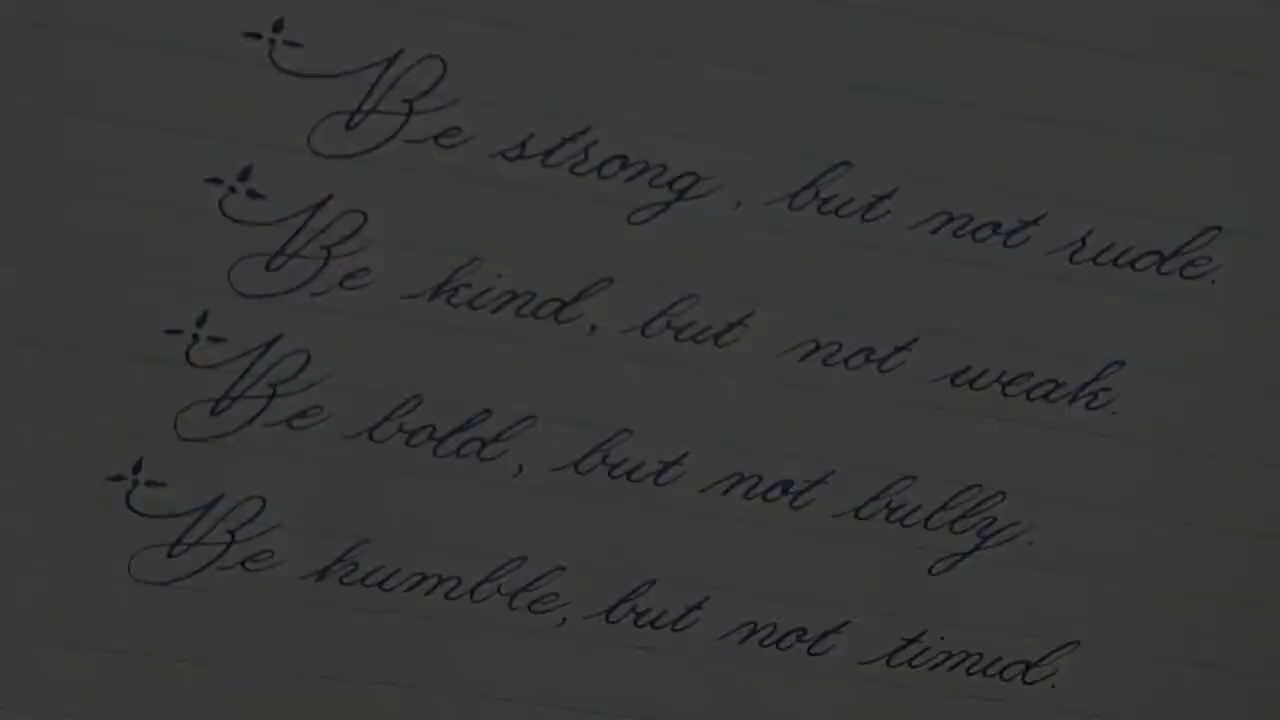 Be strong, but not rude.
Be kind, but not weak.
Be bold, but not bully.
Be humble, but not timid.